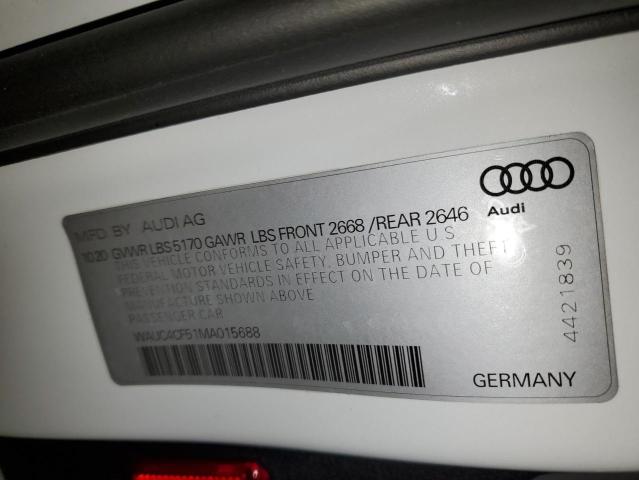 MFD BY AUDI AG
10.20 GVWR LBS 5170 GAWR LBS FRONT 2668 /REAR 2646
THIS VEHICLE CONFORMS TO ALL APPLICABLE U S
FEDERAL MOTOR VEHICLE SAFETY, BUMPER AND THEFT
PREVENTION STANDARDS IN EFFECT ON THE DATE OF
MANUFACTURE SHOWN ABOVE
PASSENGER CAR
WAUC4CF51MA015688
Audi
4421839
GERMANY